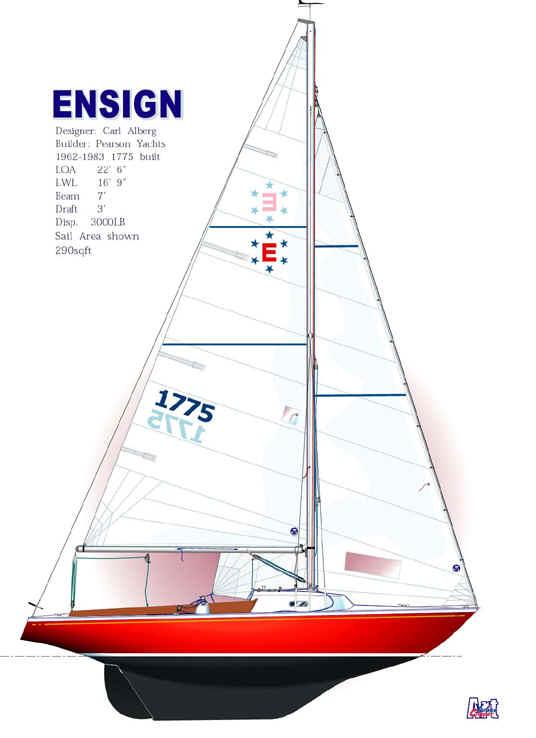 ENSIGN
Designer: Carl Alberg
Builder: Pearson Yachts
1962-1983 1775 built
LOA 22' 6"
LWL 16' 9"
Beam 7'
Draft 3'
Disp. 3000LB
Sail Area shown
290sqft
E
E
1775
1775